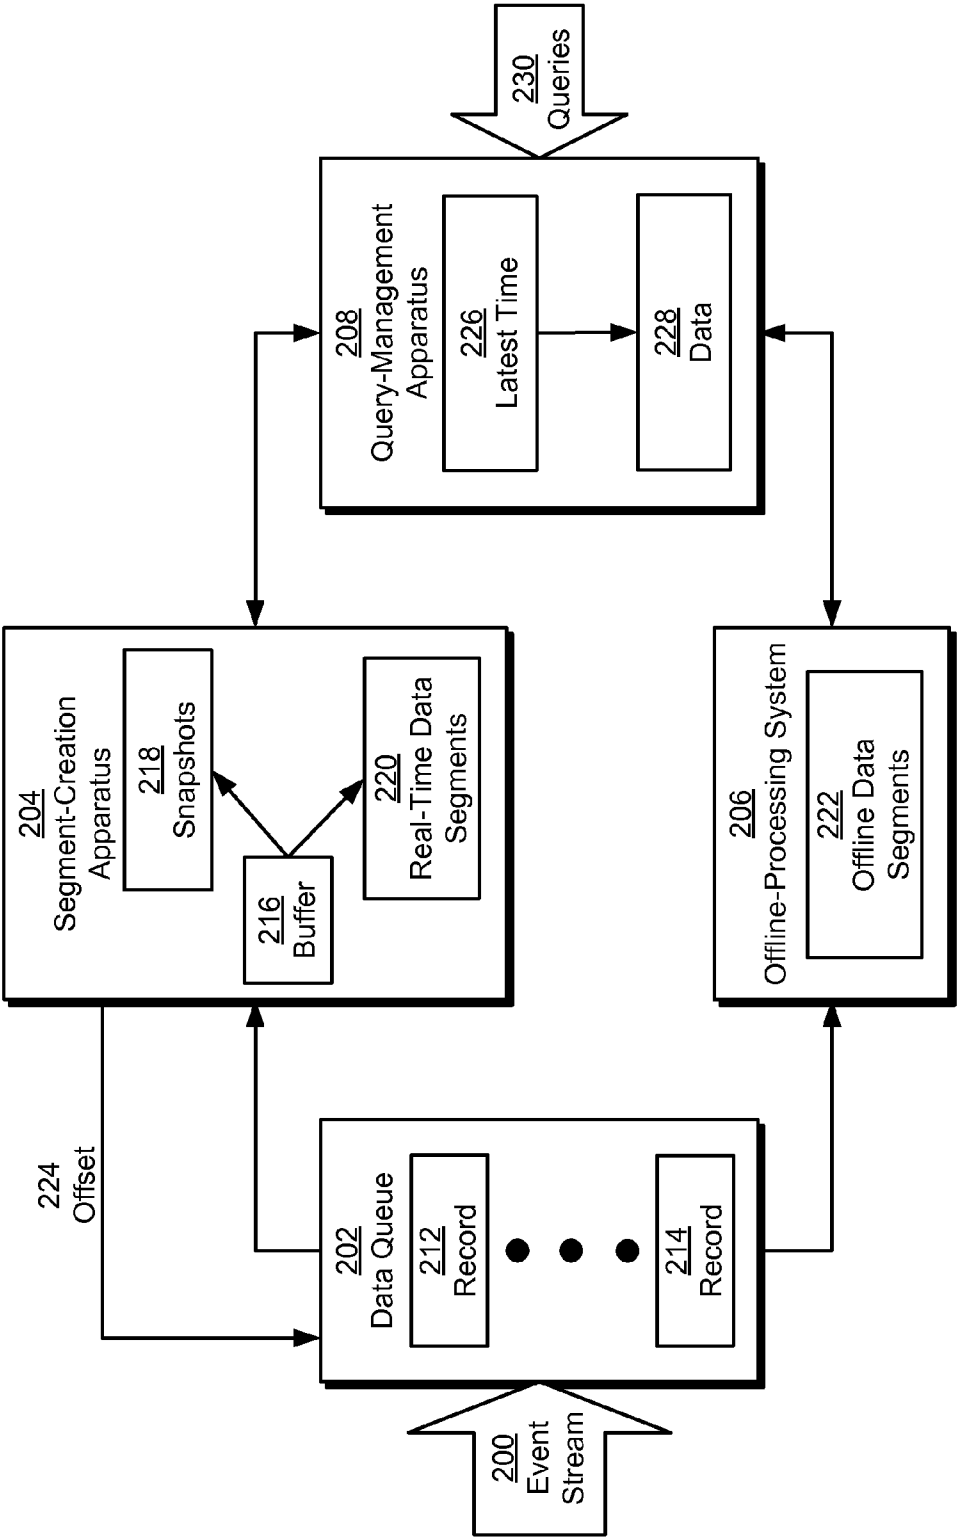 200
Event
Stream
202
Data Queue
212
Record
214
Record
224
Offset
204
Segment-Creation
Apparatus
216
Buffer
218
Snapshots
220
Real-Time Data
Segments
206
Offline-Processing System
222
Offline Data
Segments
208
Query-Management
Apparatus
226
Latest Time
228
Data
230
Queries